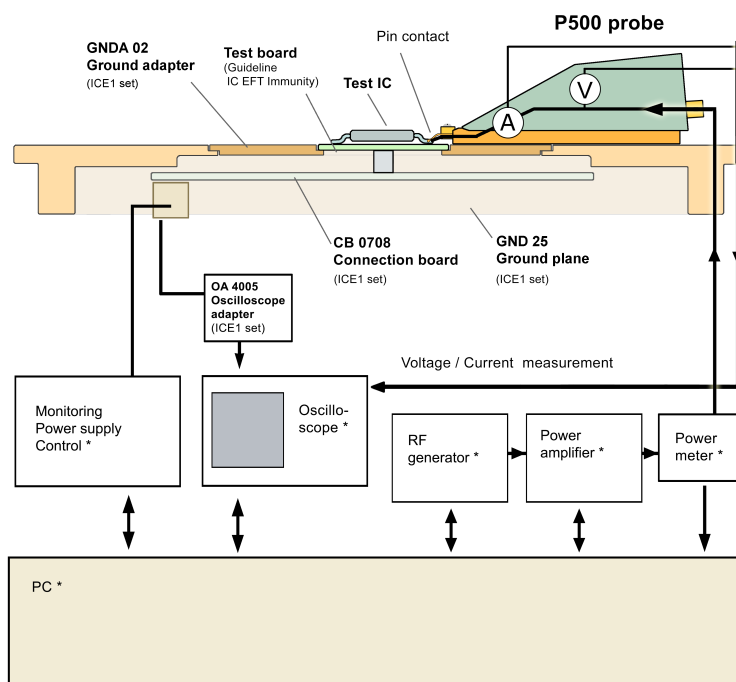 P500 probe
Pin contact
GNDA 02
Ground adapter
(ICE1 set)
Test board
(Guideline
IC EFT Immunity)
Test IC
V
A
CB 0708
Connection board
(ICE1 set)
GND 25
Ground plane
(ICE1 set)
OA 4005
Oscilloscope
adapter
(ICE1 set)
Voltage / Current measurement
Monitoring
Power supply
Control *
Oscillo-
scope *
RF
generator *
Power
amplifier *
Power
meter *
PC *